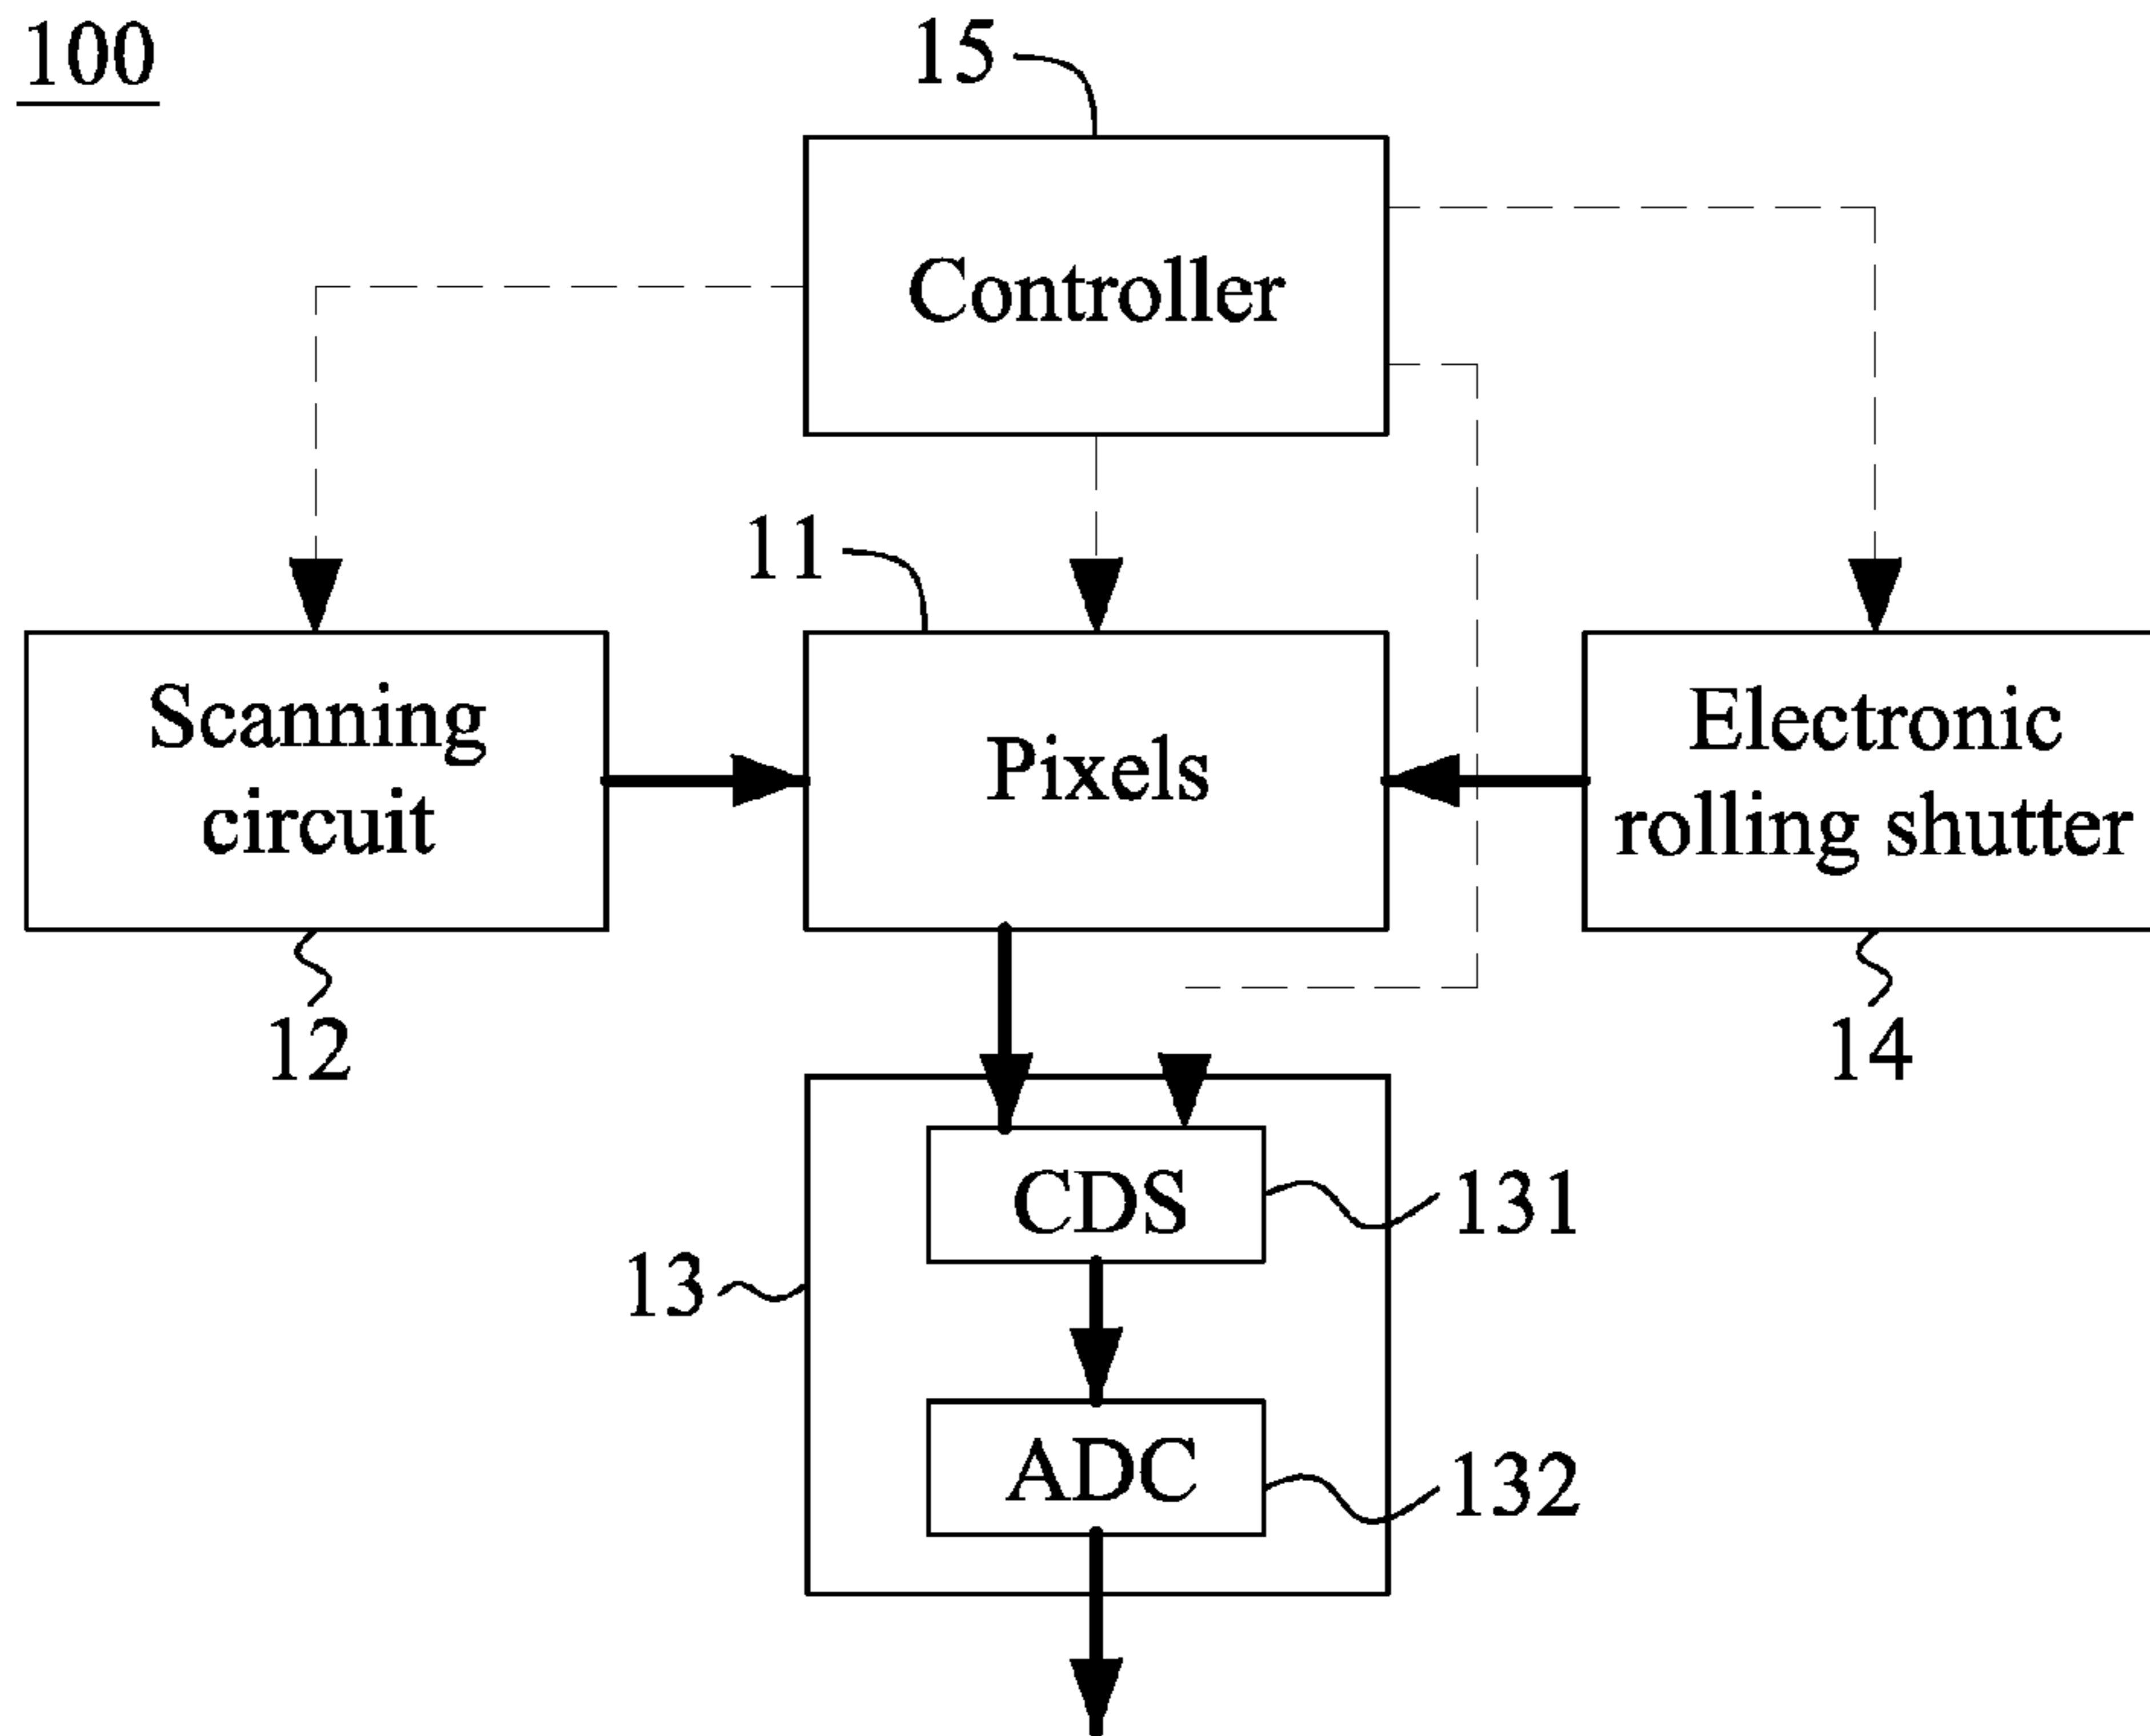 100
15
Controller
11
Scanning
circuit
Pixels
Electronic
rolling shutter
12
14
CDS
131
13
ADC
132